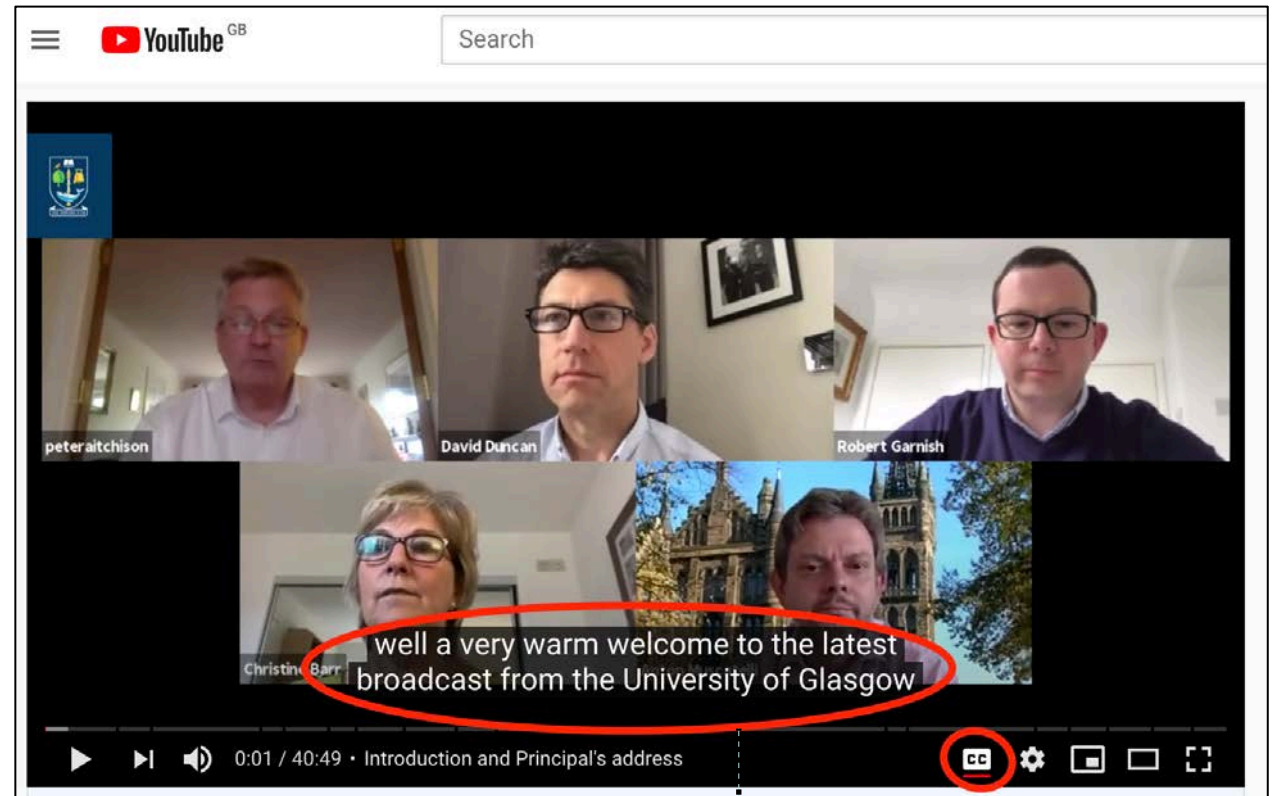 YouTube GB
Search
peteraitchison
David Duncan
Robert Garnish
Christine Barr
well a very warm welcome to the latest
broadcast from the University of Glasgow
0:01 / 40:49 • Introduction and Principal's address
CC